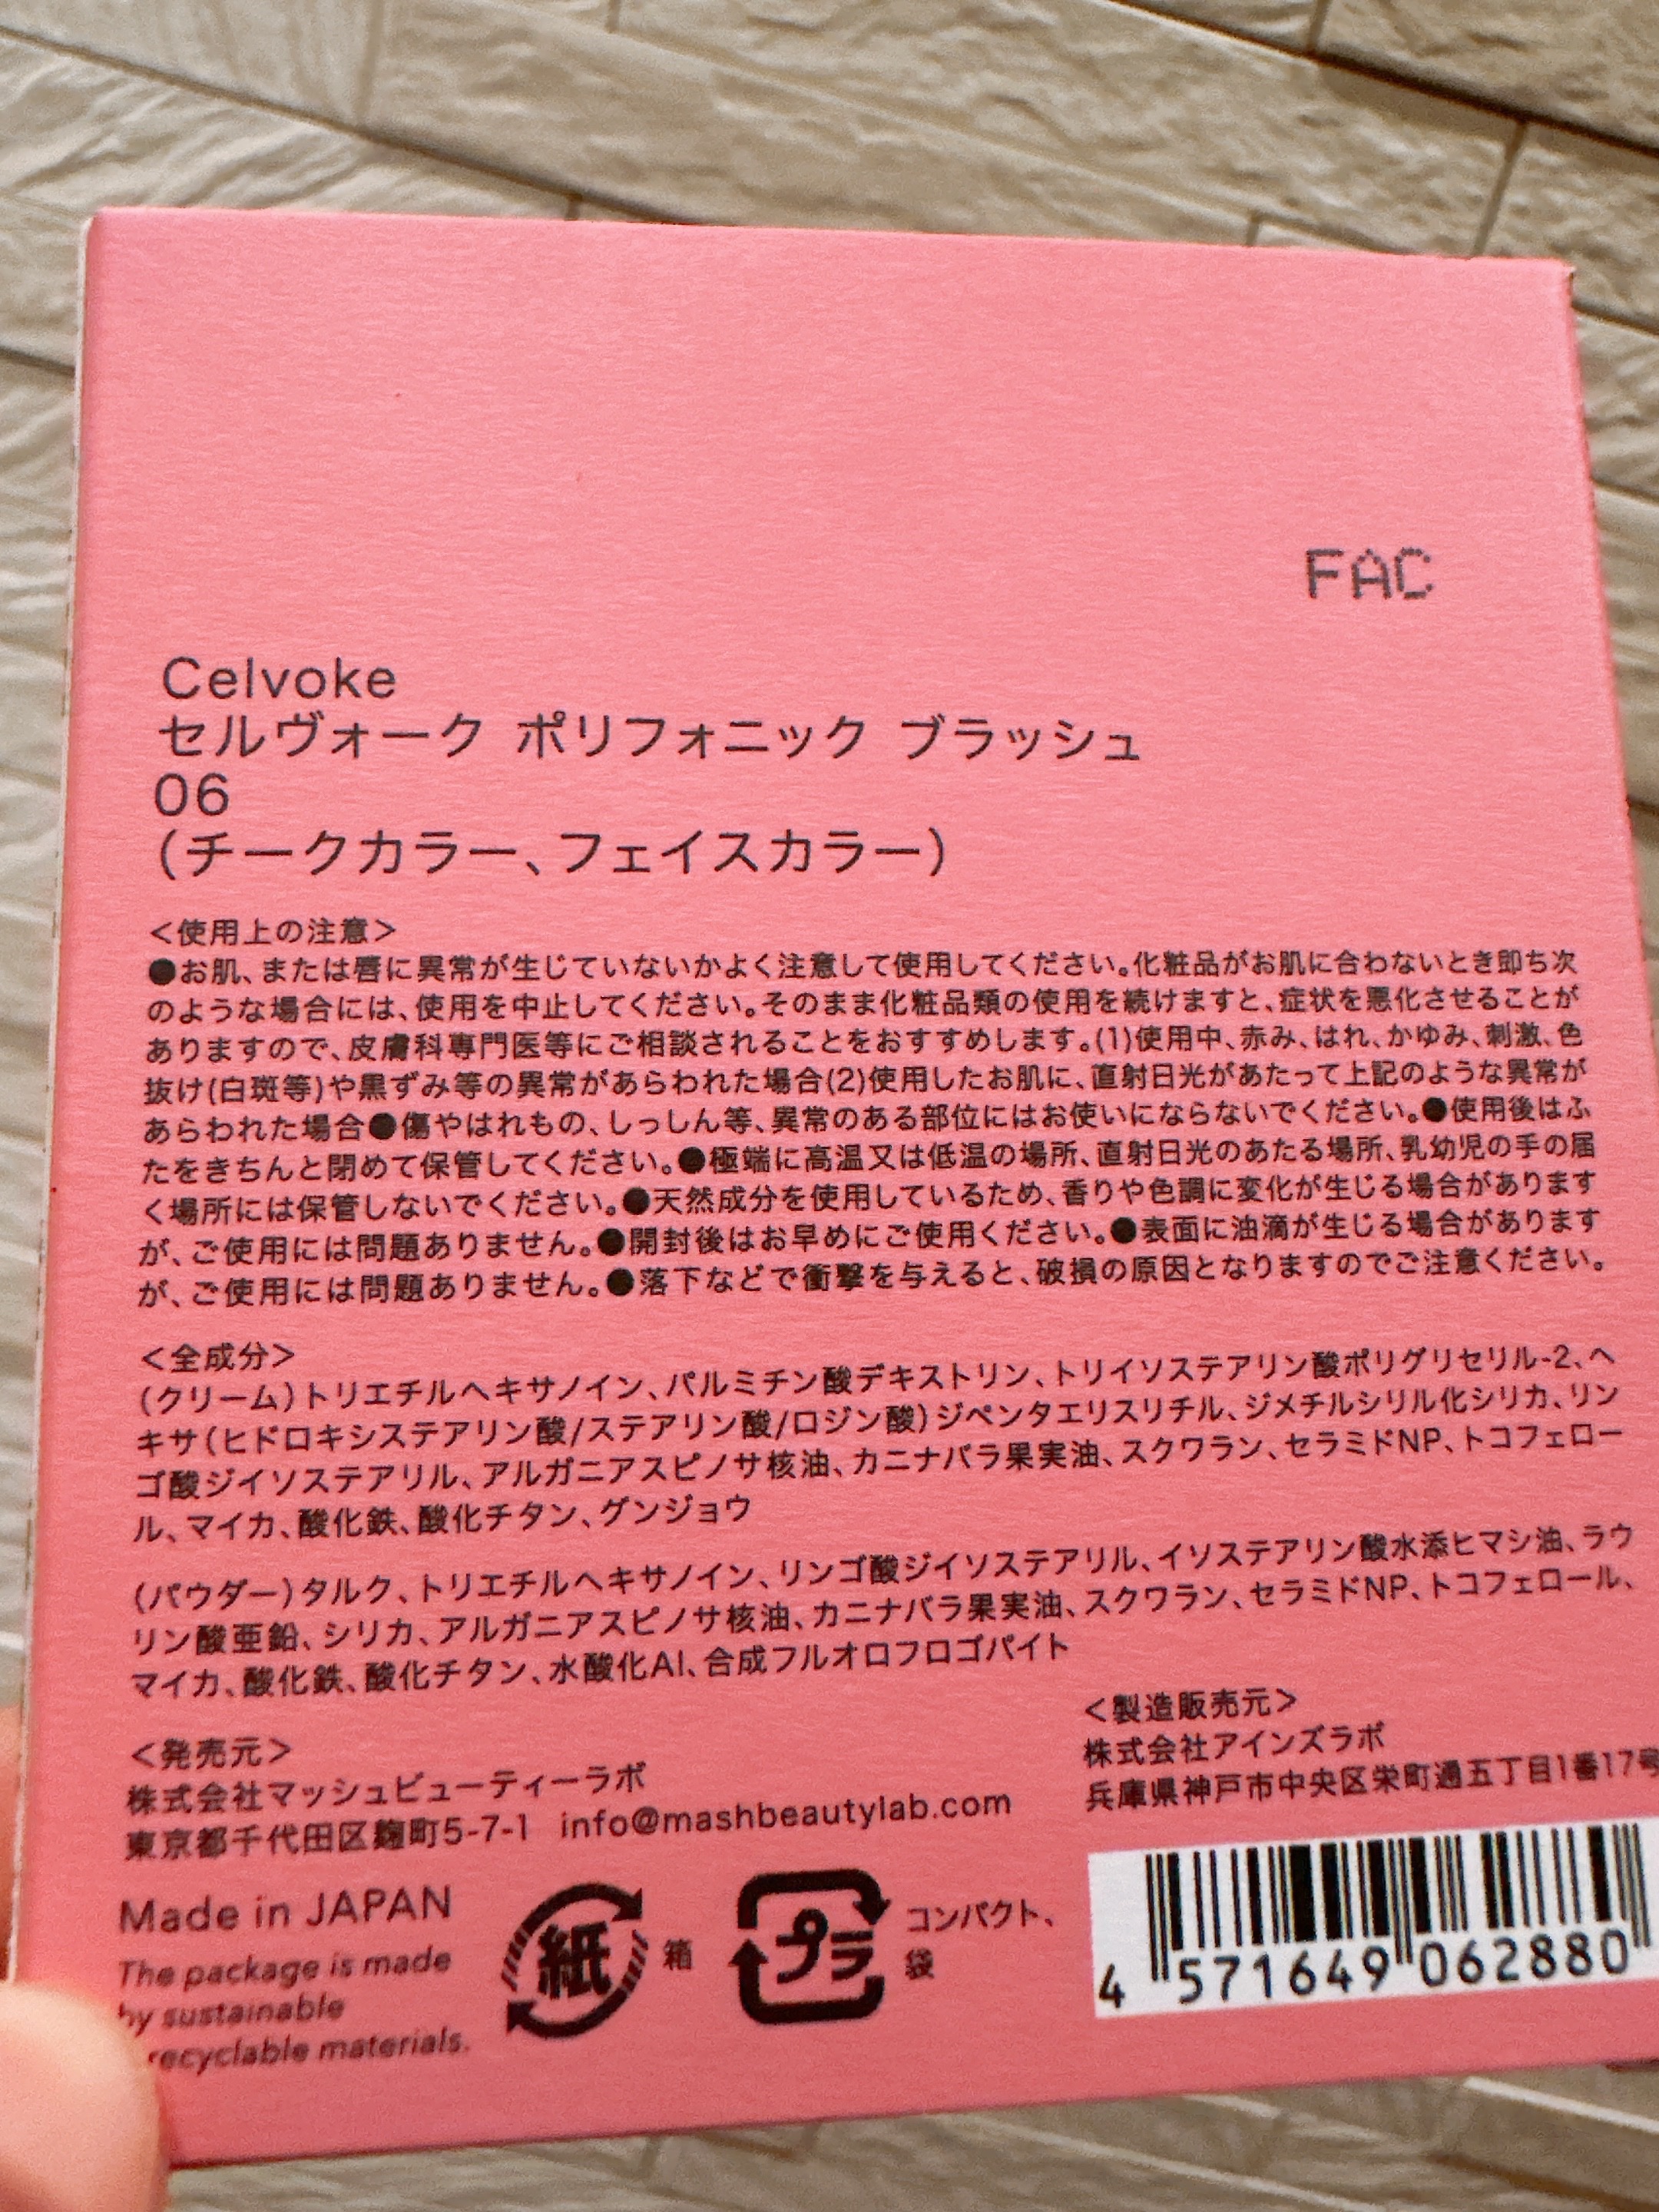 FAC
Celvoke
セルヴォーク ポリフォニック ブラッシュ
06
(チークカラー、フェイスカラー)
<使用上の注意>
●お肌、または唇に異常が生じていないかよく注意して使用してください。化粧品がお肌に合わないとき即ち次
のような場合には、使用を中止してください。そのまま化粧品類の使用を続けますと、症状を悪化させることが
ありますので、皮膚科専門医等にご相談されることをおすすめします。(1)使用中、赤み、はれ、かゆみ、刺激、色
抜け(白斑等)や黒ずみ等の異常があらわれた場合(2)使用したお肌に、直射日光があたって上記のような異常が
あらわれた場合●傷やはれもの、しっしん等、異常のある部位にはお使いにならないでください。●使用後はふ
たをきちんと閉めて保管してください。●極端に高温又は低温の場所、直射日光のあたる場所、乳幼児の手の届
く場所には保管しないでください。●天然成分を使用しているため、香りや色調に変化が生じる場合があります
が、ご使用には問題ありません。●開封後はお早めにご使用ください。●表面に油滴が生じる場合があります
が、ご使用には問題ありません。●落下などで衝撃を与えると、破損の原因となりますのでご注意ください。
<全成分>
(クリーム)トリエチルヘキサノイン、パルミチン酸デキストリン、トリイソステアリン酸ポリグリセリル-2、ヘ
キサ(ヒドロキシステアリン酸/ステアリン酸/ロジン酸)ジペンタエリスリチル、ジメチルシリル化シリカ、リン
ゴ酸ジイソステアリル、アルガニアスピノサ核油、カニナバラ果実油、スクワラン、セラミドNP、トコフェロー
ル、マイカ、酸化鉄、酸化チタン、グンジョウ
(パウダー)タルク、トリエチルヘキサノイン、リンゴ酸ジイソステアリル、イソステアリン酸水添ヒマシ油、ラウ
リン酸亜鉛、シリカ、アルガニアスピノサ核油、カニナバラ果実油、スクワラン、セラミドNP、トコフェロール、
マイカ、酸化鉄、酸化チタン、水酸化Al、合成フルオロフロゴパイト
<発売元>
株式会社マッシュビューティーラボ
東京都千代田区麹町5-7-1 info@mashbeautylab.com
<製造販売元>
株式会社アインズラボ
兵庫県神戸市中央区栄町通五丁目1番17号
Made in JAPAN
The package is made
by sustainable
recyclable materials.
紙 箱
プラ コンパクト、
袋
4 571649 062880